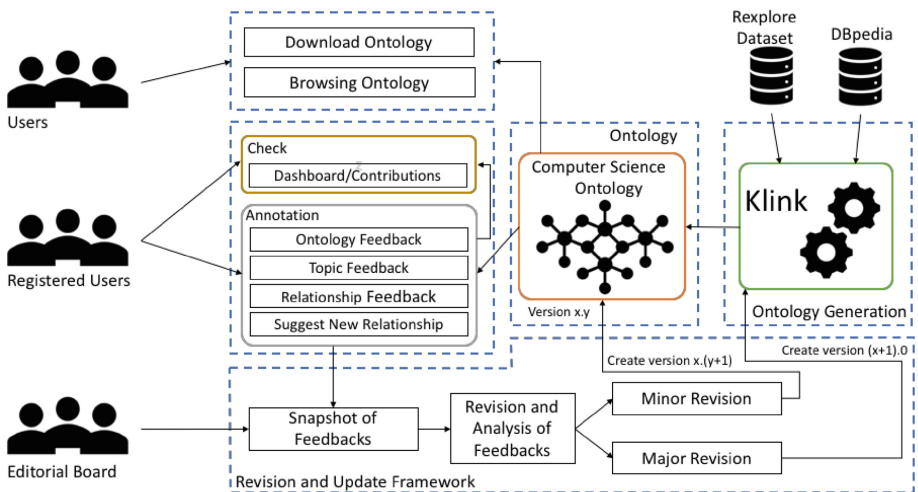 Rexplore
Dataset
DBpedia
Download Ontology
Browsing Ontology
Users
Check
Dashboard/Contributions
Annotation
Ontology Feedback
Topic Feedback
Relationship Feedback
Suggest New Relationship
Registered Users
Ontology
Computer Science
Ontology
Version x.y
Klink
Ontology Generation
Create version x.(y+1)
Create version (x+1).0
Snapshot of
Feedbacks
Revision and
Analysis of
Feedbacks
Minor Revision
Major Revision
Editorial Board
Revision and Update Framework